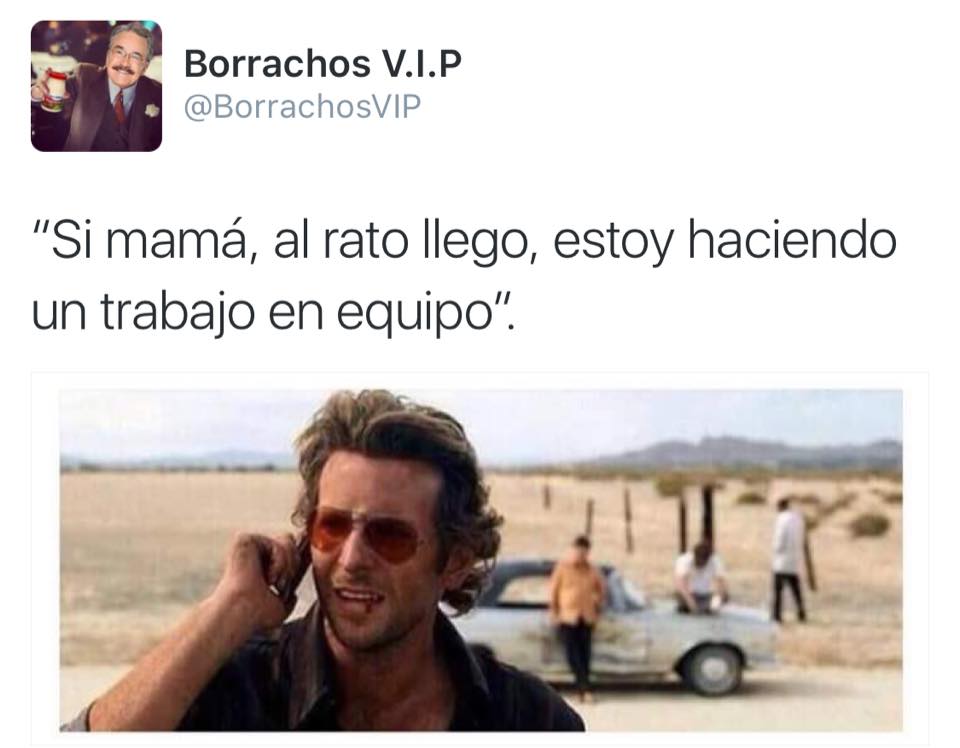 Borrachos V.I.P
@BorrachosVIP
“Si mamá, al rato llego, estoy haciendo
un trabajo en equipo”.